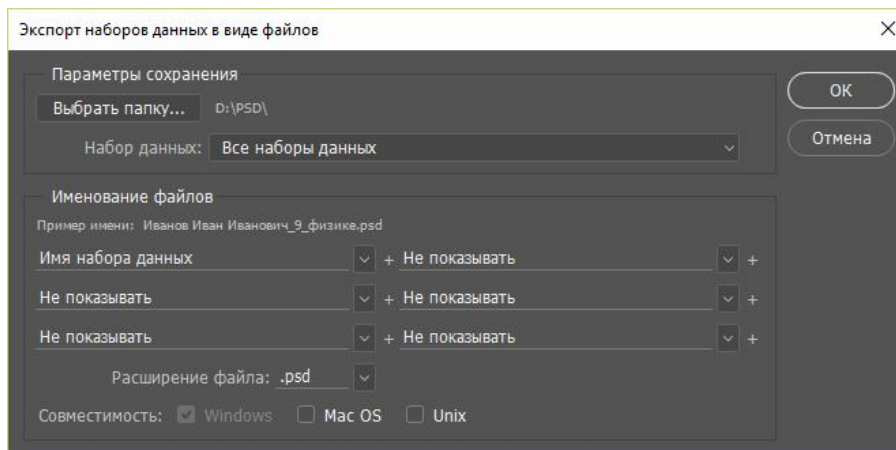 Экспорт наборов данных в виде файлов
Параметры сохранения
Выбрать папку... D:\PSD\
ОК
Набор данных: Все наборы данных
Отмена
Именование файлов
Пример имени: Иванов Иван Иванович_9_физике.psd
Имя набора данных + Не показывать +
Не показывать + Не показывать +
Не показывать + Не показывать +
Расширение файла: .psd
Совместимость: Windows Mac OS Unix